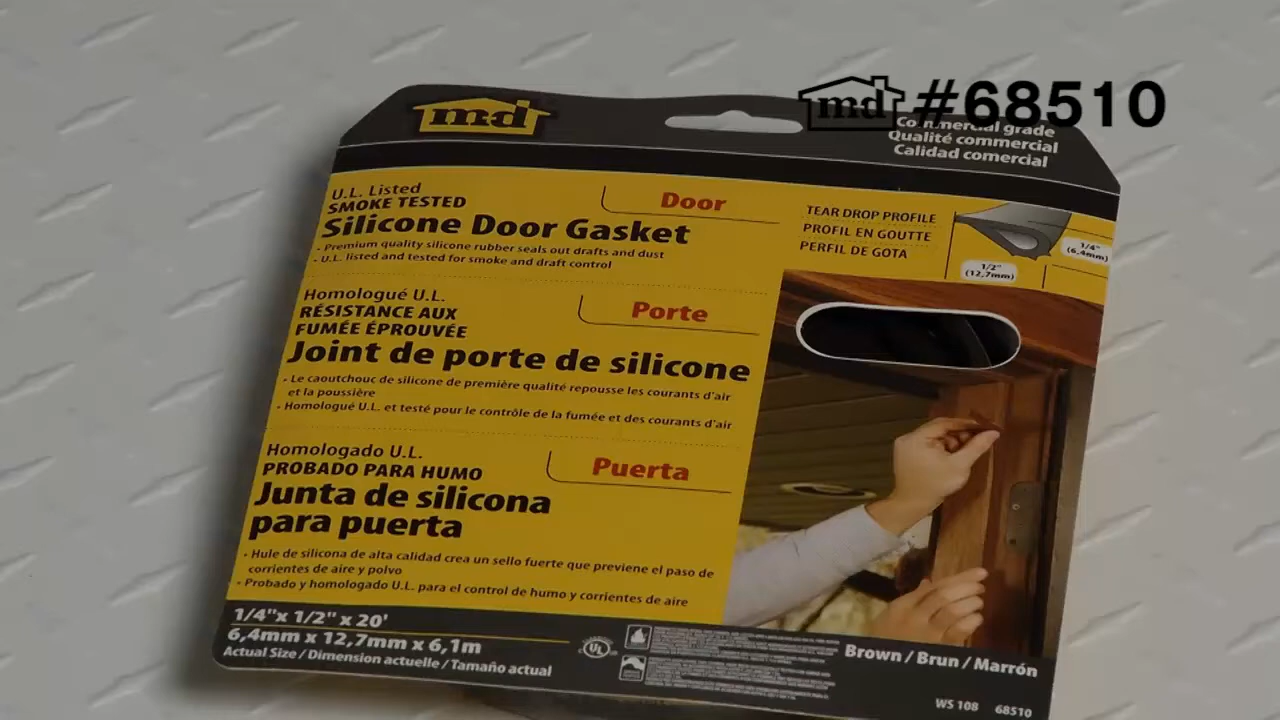 md #68510
md
Commercial grade
Qualité commercial
Calidad comercial
U.L. Listed
SMOKE TESTED
Silicone Door Gasket
- Premium quality silicone rubber seals out drafts and dust
- U.L. listed and tested for smoke and draft control
Door
TEAR DROP PROFILE
PROFIL EN GOUTTE
PERFIL DE GOTA
1/4"
(6,4mm)
1/2"
(12,7mm)
Homologué U.L.
RÉSISTANCE AUX
FUMÉE ÉPROUVÉE
Joint de porte de silicone
- Le caoutchouc de silicone de première qualité repousse les courants d'air
et la poussière
- Homologué U.L. et testé pour le contrôle de la fumée et des courants d'air
Porte
Homologado U.L.
PROBADO PARA HUMO
Junta de silicona
para puerta
- Hule de silicona de alta calidad crea un sello fuerte que previene el paso de
corrientes de aire y polvo
- Probado y homologado U.L. para el control de humo y corrientes de aire
Puerta
1/4"x 1/2" x 20'
6,4mm x 12,7mm x 6,1m
Actual Size / Dimension actuelle / Tamaño actual
UL
Brown / Brun / Marrón
WS 108 68510